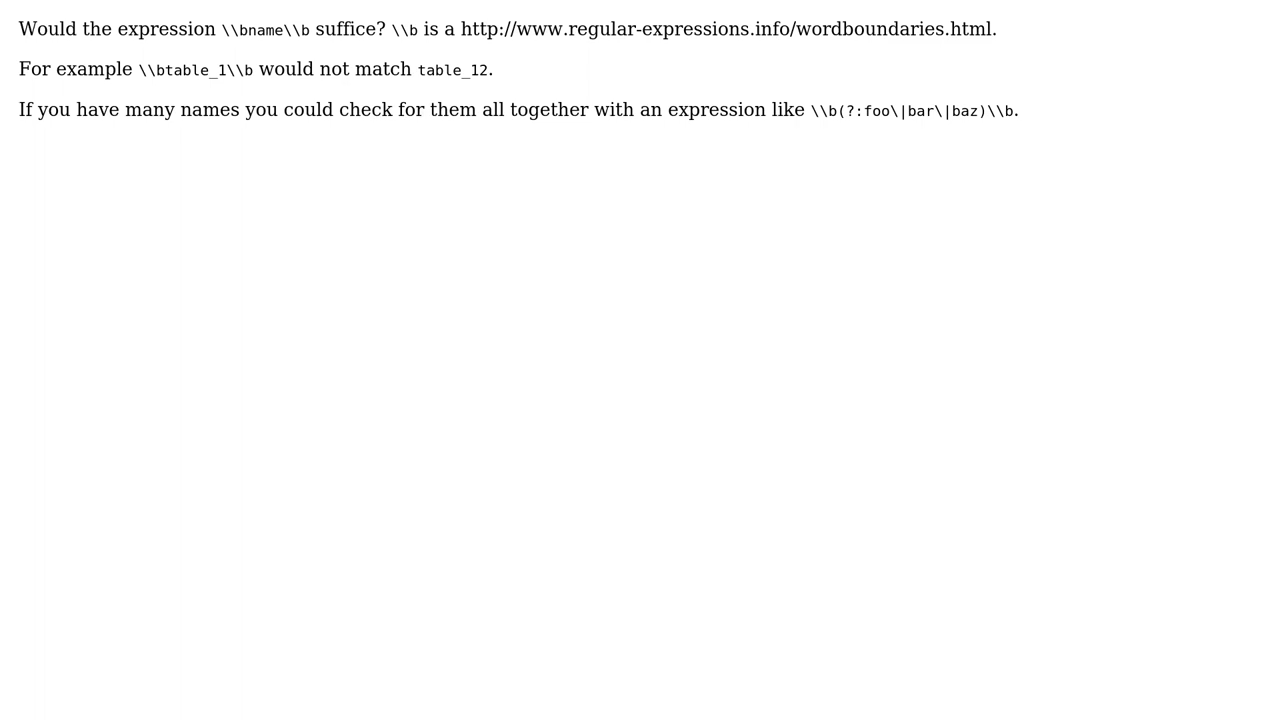 Would the expression \\bname\\b suffice? \\b is a http://www.regular-expressions.info/wordboundaries.html.
For example \\btable_1\\b would not match table_12.
If you have many names you could check for them all together with an expression like \\b(?:foo\|bar\|baz)\\b.